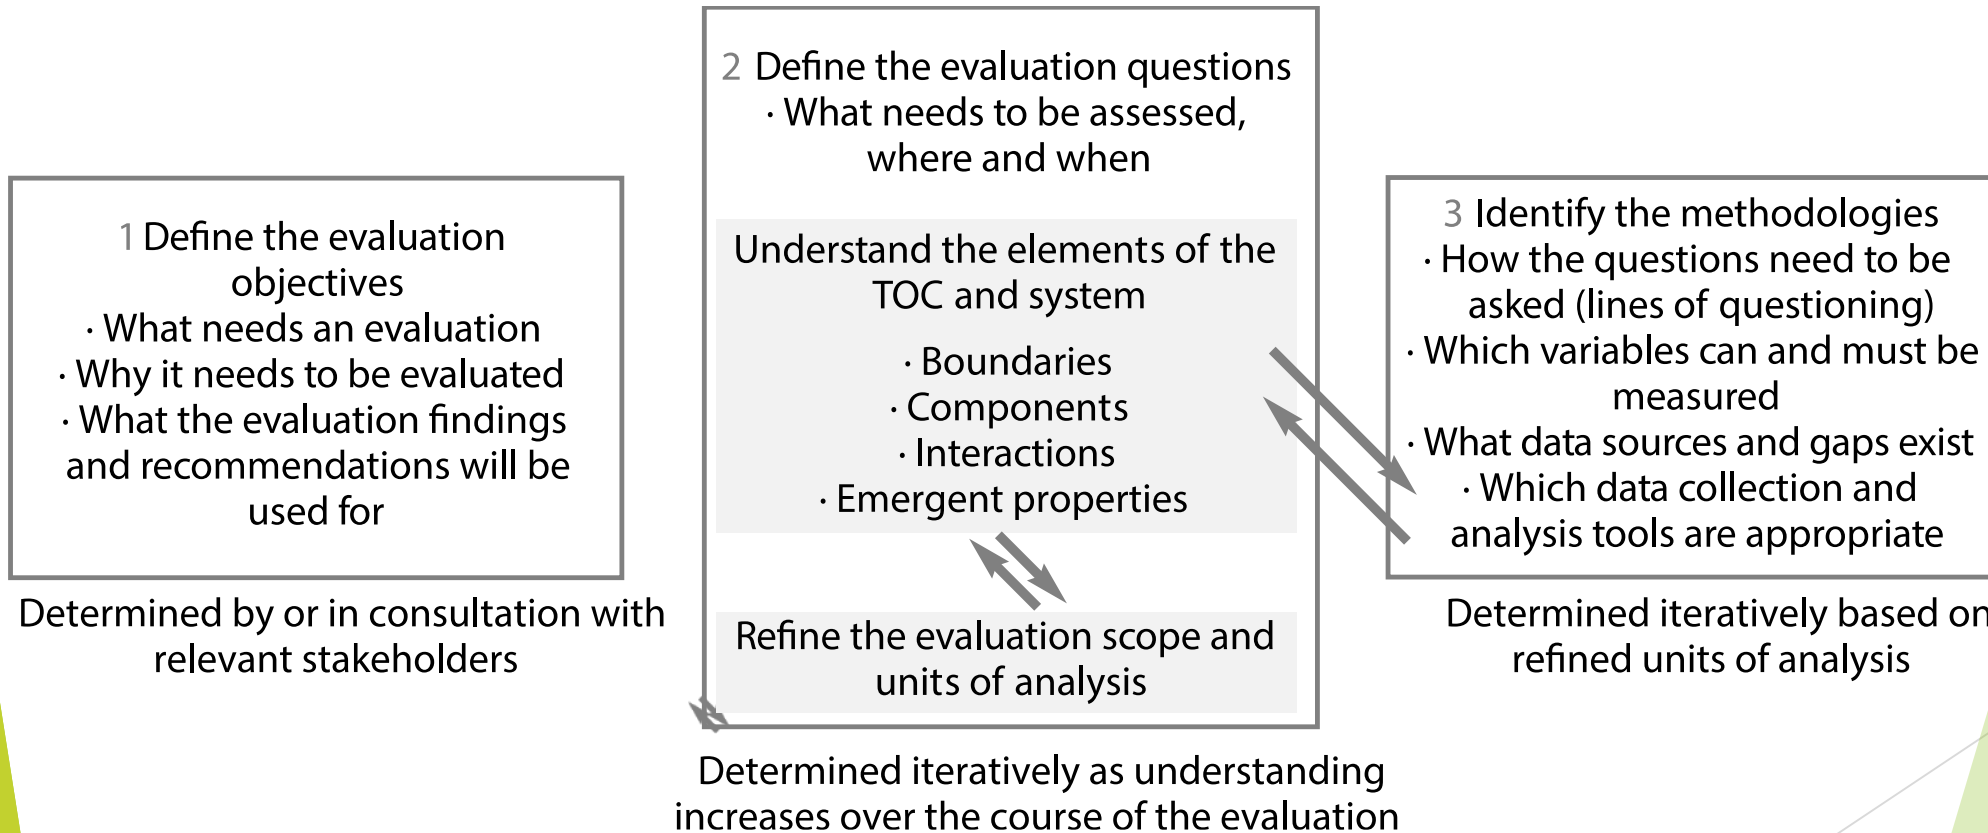 1 Define the evaluation
objectives
· What needs an evaluation
· Why it needs to be evaluated
· What the evaluation findings
and recommendations will be
used for
Determined by or in consultation with
relevant stakeholders
2 Define the evaluation questions
· What needs to be assessed,
where and when
Understand the elements of the
TOC and system
· Boundaries
· Components
· Interactions
· Emergent properties
Refine the evaluation scope and
units of analysis
Determined iteratively as understanding
increases over the course of the evaluation
3 Identify the methodologies
· How the questions need to be
asked (lines of questioning)
· Which variables can and must be
measured
· What data sources and gaps exist
· Which data collection and
analysis tools are appropriate
Determined iteratively based on
refined units of analysis